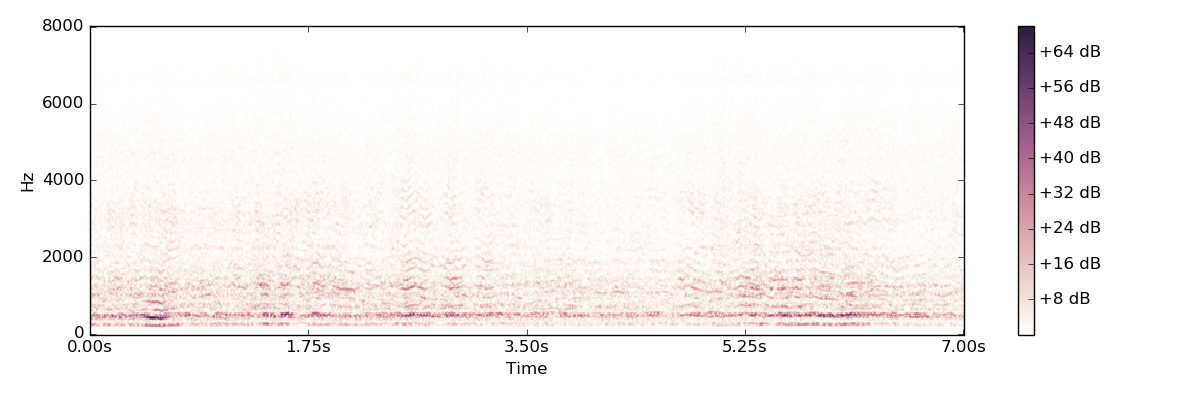 8000
6000
4000
2000
0
Hz
0.00s
1.75s
3.50s
5.25s
7.00s
Time
+64 dB
+56 dB
+48 dB
+40 dB
+32 dB
+24 dB
+16 dB
+8 dB